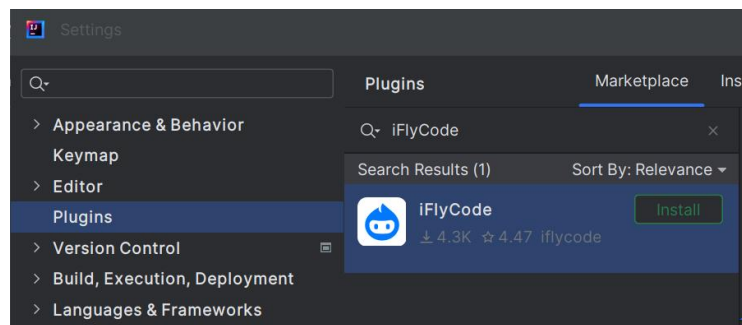 Settings
Appearance & Behavior
Keymap
Editor
Plugins
Version Control
Build, Execution, Deployment
Languages & Frameworks
Plugins Marketplace Ins
iFlyCode
Search Results (1) Sort By: Relevance
iFlyCode Install
4.3K 4.47 iflycode